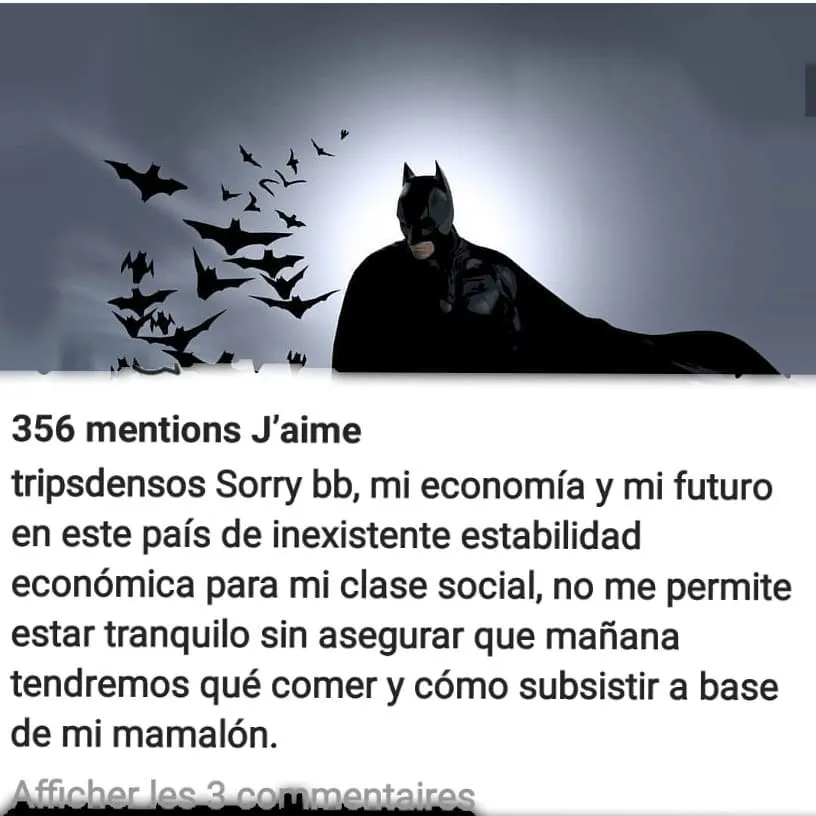 356 mentions J'aime
tripsdensos Sorry bb, mi economía y mi futuro
en este país de inexistente estabilidad
económica para mi clase social, no me permite
estar tranquilo sin asegurar que mañana
tendremos qué comer y cómo subsistir a base
de mi mamalón.
Afficher les 3 commentaires